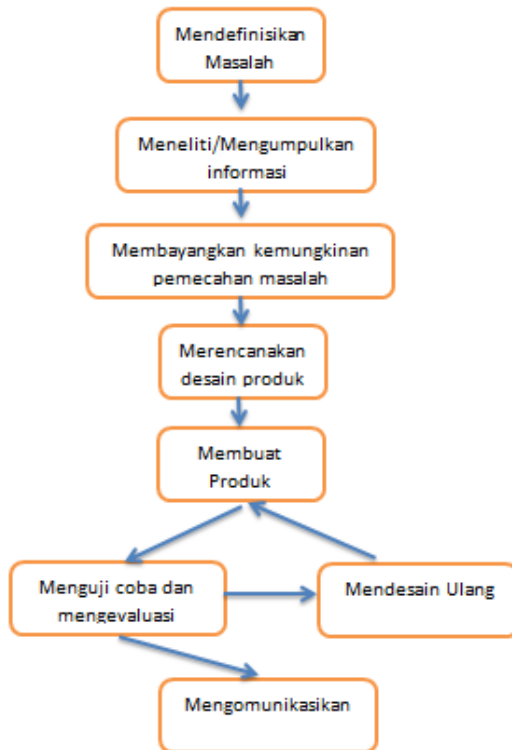 Mendefinisikan
Masalah
Meneliti/Mengumpulkan
informasi
Membayangkan kemungkinan
pemecahan masalah
Merencanakan
desain produk
Membuat
Produk
Menguji coba dan
mengevaluasi
Mendesain Ulang
Mengomunikasikan